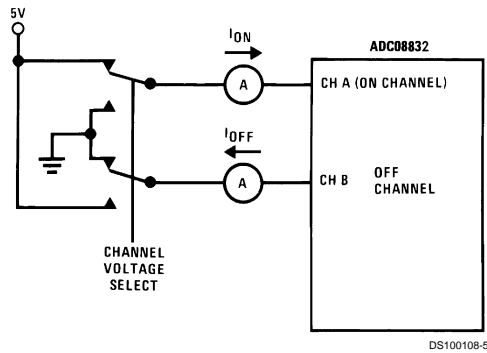 5V
ION
ADC08832
A
CH A (ON CHANNEL)
IOFF
A
CH B
OFF
CHANNEL
CHANNEL
VOLTAGE
SELECT
DS100108-5